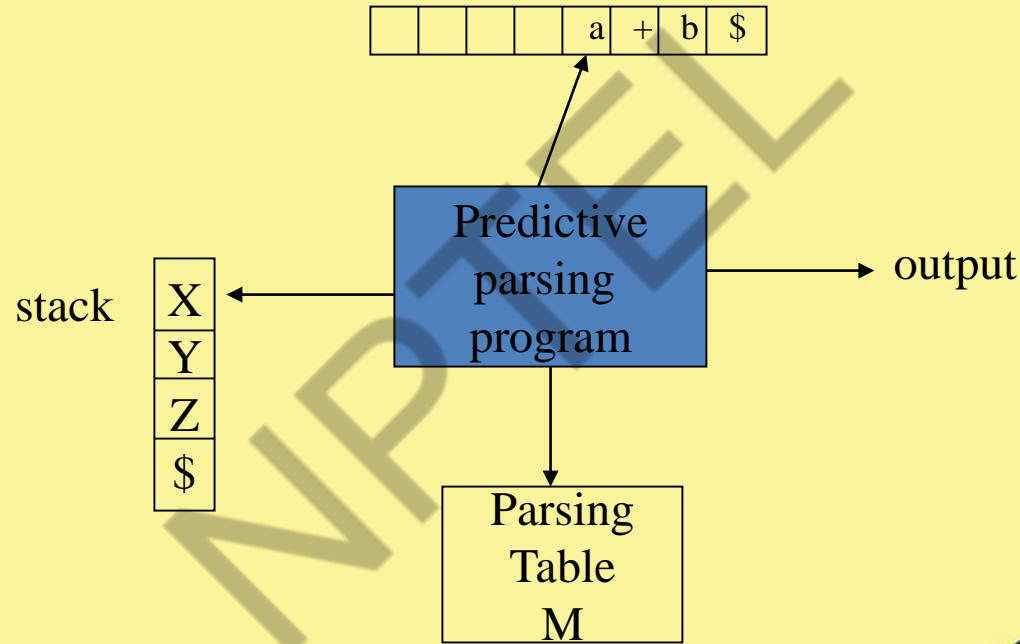 a + b $
Predictive
parsing
program
output
stack
X
Y
Z
$
Parsing
Table
M
NPTEL